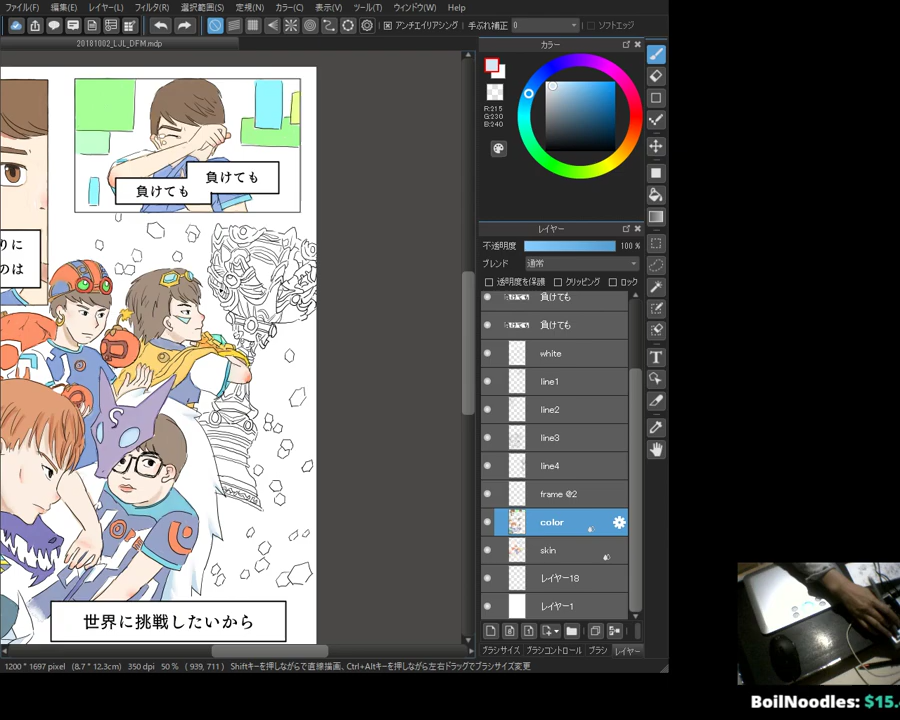 ファイル(F) 編集(E) 表示(V) フィルタ(R) 選択範囲(S) 定規(N) カラー(C) 表示(V) ツール(T) ウィンドウ(W) Help
アンチエイリアシング 手ぶれ補正 0 ソフトエッジ
20181002_LJL_DFM.mdp
カラー
R:215
G:230
B:240
負けても
負けても
りに
のは
世界に挑戦したいから
レイヤー
不透明度 100 %
ブレンド 通常
透明度を保護 クリッピング ロック
負けても
負けても
white
line1
line2
line3
line4
frame @2
color
skin
レイヤー18
レイヤー1
ブラシサイズ ブラシコントロール ブラシ レイヤー
1200 * 1697 pixel (8.7 * 12.3cm) 350 dpi 50 % ( 939, 711 ) Shiftキーを押しながらで直線描画、Ctrl+Altキーを押しながら左右ドラッグでブラシサイズ変更
BoilNoodles: $15.